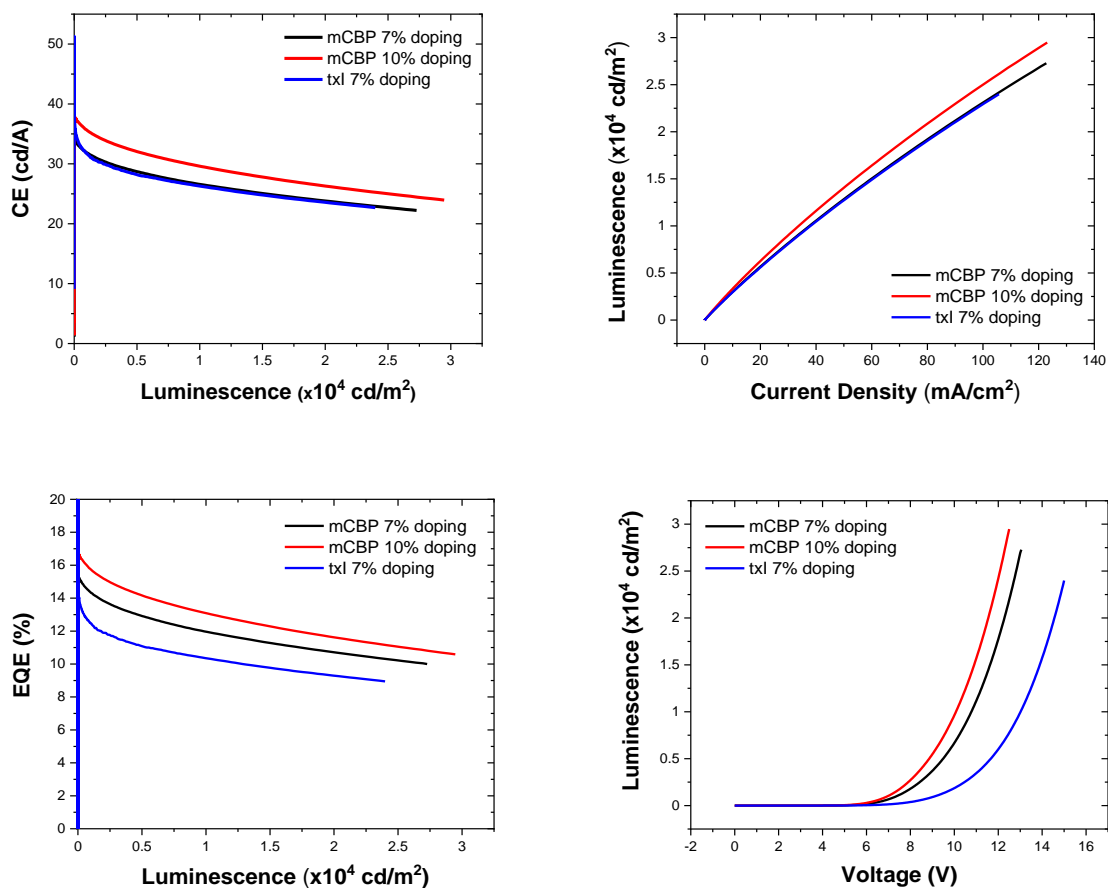 CE (cd/A)
60
50
40
30
20
10
0
mCBP 7% doping
mCBP 10% doping
txI 7% doping
0 0.5 1 1.5 2 2.5 3
Luminescence (x10⁴ cd/m²)
Luminescence (x10⁴ cd/m²)
3
2.5
2
1.5
1
0.5
0
mCBP 7% doping
mCBP 10% doping
txI 7% doping
0 20 40 60 80 100 120 140
Current Density (mA/cm²)
EQE (%)
20
18
16
14
12
10
8
6
4
2
0
mCBP 7% doping
mCBP 10% doping
txI 7% doping
0 0.5 1 1.5 2 2.5 3
Luminescence (x10⁴ cd/m²)
Luminescence (x10⁴ cd/m²)
3
2.5
2
1.5
1
0.5
0
mCBP 7% doping
mCBP 10% doping
txI 7% doping
-2 0 2 4 6 8 10 12 14 16
Voltage (V)